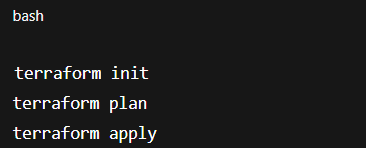 bash
terraform init
terraform plan
terraform apply